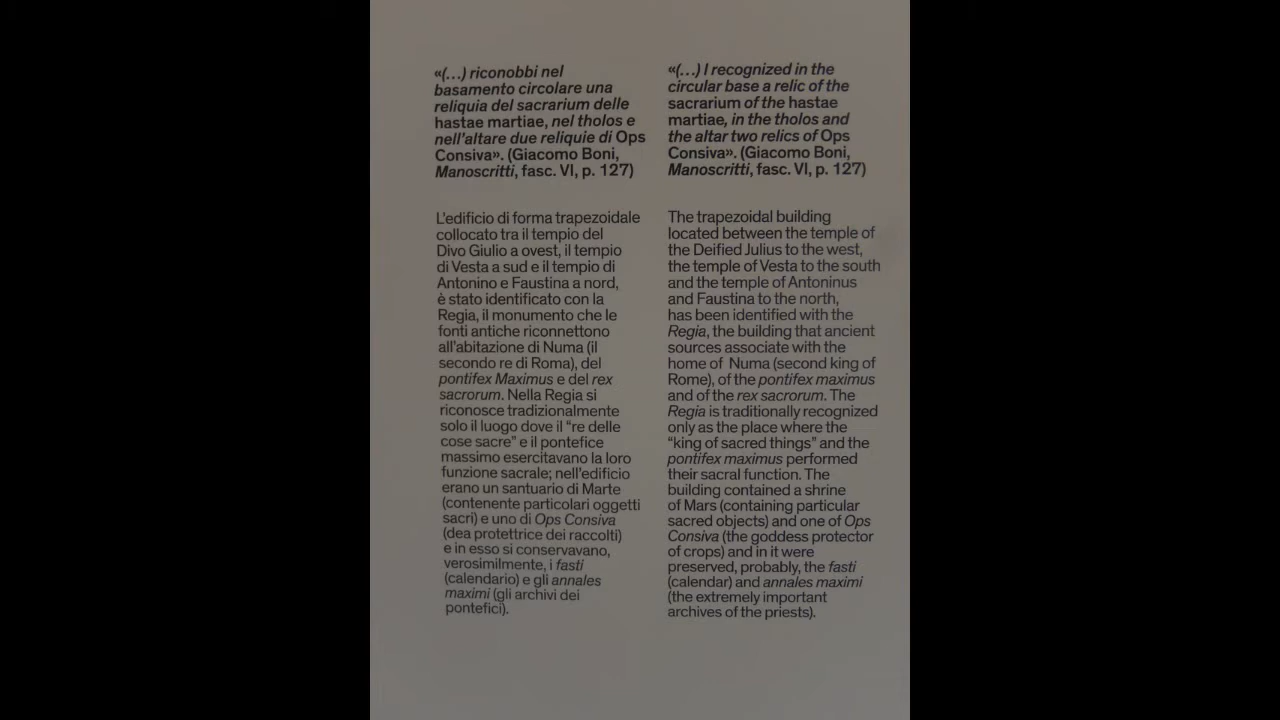 «(…) riconobbi nel
basamento circolare una
reliquia del sacrarium delle
hastae martiae, nel tholos e
nell'altare due reliquie di Ops
Consiva». (Giacomo Boni,
Manoscritti, fasc. VI, p. 127)
L'edificio di forma trapezoidale
collocato tra il tempio del
Divo Giulio a ovest, il tempio
di Vesta a sud e il tempio di
Antonino e Faustina a nord,
è stato identificato con la
Regia, il monumento che le
fonti antiche riconnettono
all'abitazione di Numa (il
secondo re di Roma), del
pontifex Maximus e del rex
sacrorum. Nella Regia si
riconosce tradizionalmente
solo il luogo dove il “re delle
cose sacre” e il pontefice
massimo esercitavano la loro
funzione sacrale; nell'edificio
erano un santuario di Marte
(contenente particolari oggetti
sacri) e uno di Ops Consiva
(dea protettrice dei raccolti)
e in esso si conservavano,
verosimilmente, i fasti
(calendario) e gli annales
maximi (gli archivi dei
pontefici).
«(…) I recognized in the
circular base a relic of the
sacrarium of the hastae
martiae, in the tholos and
the altar two relics of Ops
Consiva». (Giacomo Boni,
Manoscritti, fasc. VI, p. 127)
The trapezoidal building
located between the temple of
the Deified Julius to the west,
the temple of Vesta to the south
and the temple of Antoninus
and Faustina to the north,
has been identified with the
Regia, the building that ancient
sources associate with the
home of Numa (second king of
Rome), of the pontifex maximus
and of the rex sacrorum. The
Regia is traditionally recognized
only as the place where the
“king of sacred things” and the
pontifex maximus performed
their sacral function. The
building contained a shrine
of Mars (containing particular
sacred objects) and one of Ops
Consiva (the goddess protector
of crops) and in it were
preserved, probably, the fasti
(calendar) and annales maximi
(the extremely important
archives of the priests).